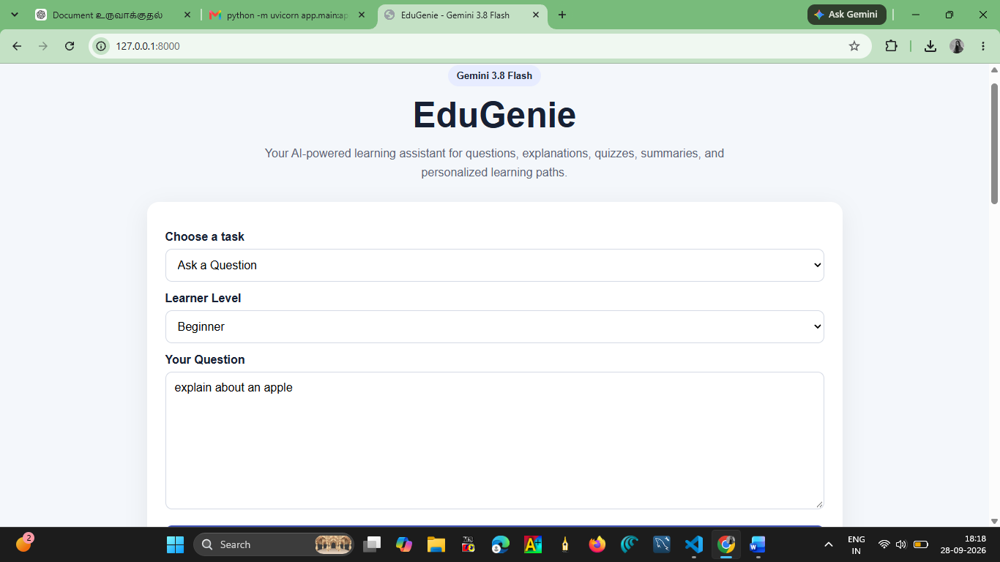 Document உருவாக்குதல்
python -m uvicorn app.main:ap
EduGenie - Gemini 3.8 Flash
Ask Gemini
127.0.0.1:8000
Gemini 3.8 Flash
EduGenie
Your AI-powered learning assistant for questions, explanations, quizzes, summaries, and
personalized learning paths.
Choose a task
Ask a Question
Learner Level
Beginner
Your Question
explain about an apple
2
Search
ENG
IN
18:18
28-09-2026